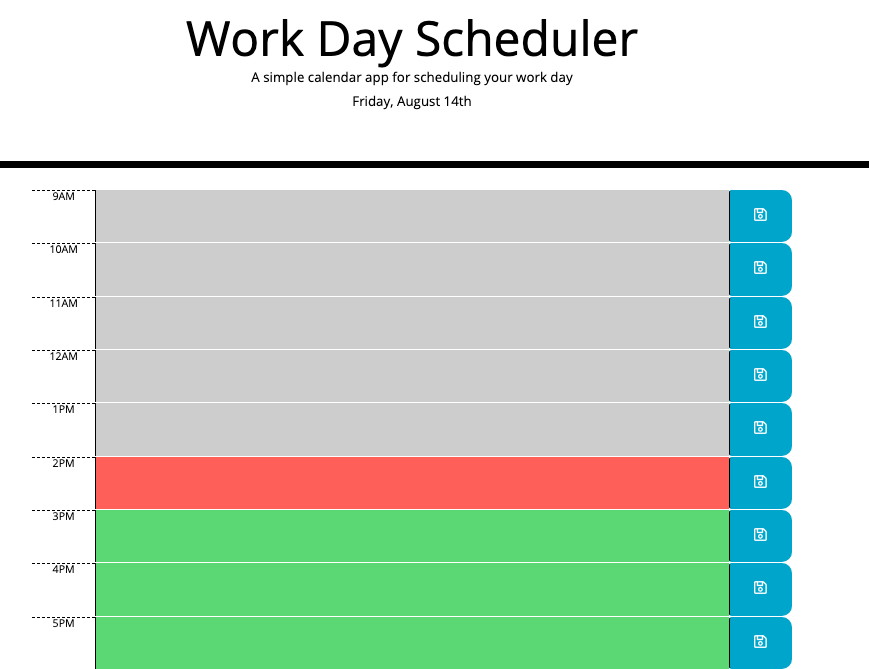 Work Day Scheduler
A simple calendar app for scheduling your work day
Friday, August 14th
9AM
10AM
11AM
12AM
1PM
2PM
3PM
4PM
5PM